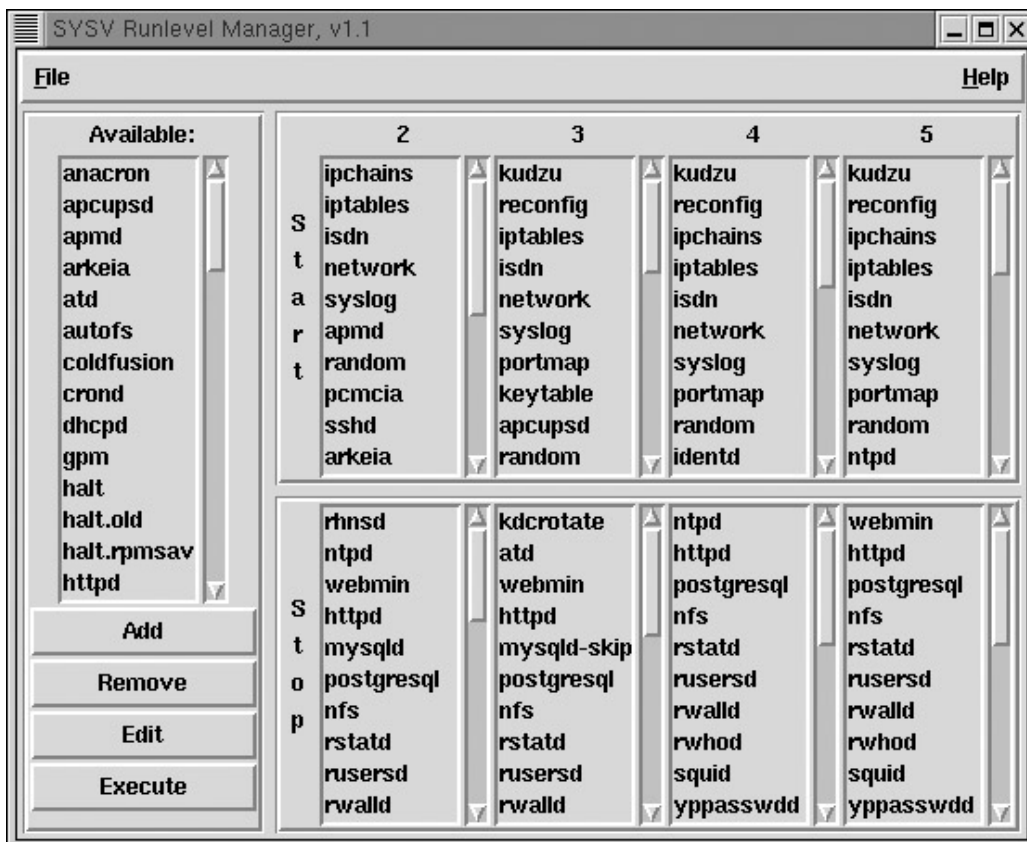 SYSV Runlevel Manager, v1.1
File
Help
Available:
anacron
apcupsd
apmd
arkeia
atd
autofs
coldfusion
crond
dhcpd
gpm
halt
halt.old
halt.rpmsav
httpd
Add
Remove
Edit
Execute
Start
2
ipchains
iptables
isdn
network
syslog
apmd
random
pcmcia
sshd
arkeia
3
kudzu
reconfig
iptables
isdn
network
syslog
portmap
keytable
apcupsd
random
4
kudzu
reconfig
ipchains
iptables
isdn
network
syslog
portmap
random
identd
5
kudzu
reconfig
ipchains
iptables
isdn
network
syslog
portmap
random
ntpd
Stop
rhnsd
ntpd
webmin
httpd
mysqld
postgresql
nfs
rstatd
rusersd
rwalld
kdcrotate
atd
webmin
httpd
mysqld-skip
postgresql
nfs
rstatd
rusersd
rwalld
ntpd
httpd
postgresql
nfs
rstatd
rusersd
rwalld
rwhod
squid
yppasswdd
webmin
httpd
postgresql
nfs
rstatd
rusersd
rwalld
rwhod
squid
yppasswdd